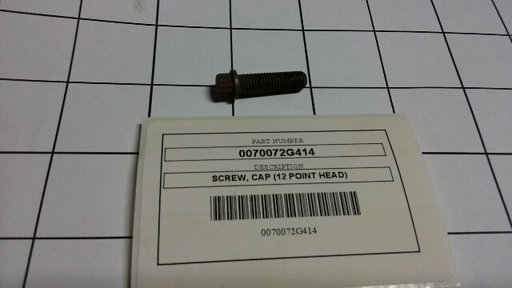 PART NUMBER
0070072G414
DESCRIPTION
SCREW, CAP (12 POINT HEAD)
0070072G414